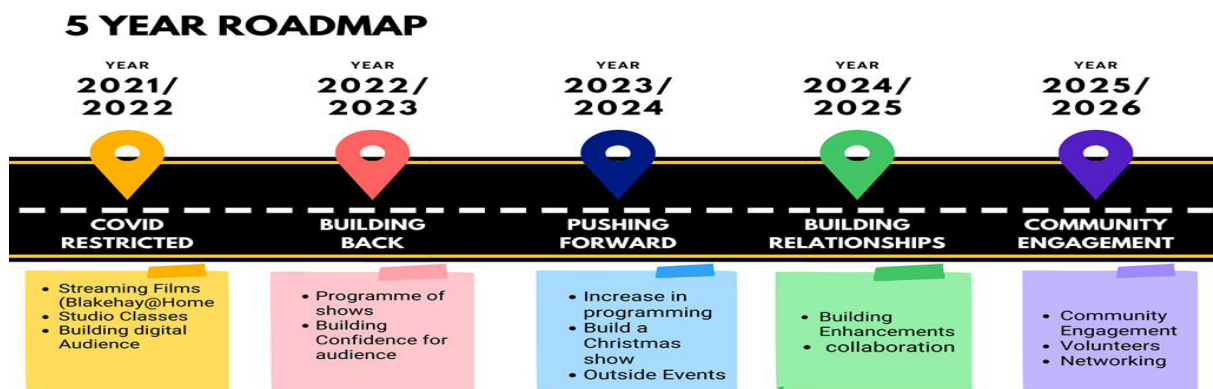 5 YEAR ROADMAP
YEAR
2021/
2022
YEAR
2022/
2023
YEAR
2023/
2024
YEAR
2024/
2025
YEAR
2025/
2026
COVID
RESTRICTED
BUILDING
BACK
PUSHING
FORWARD
BUILDING
RELATIONSHIPS
COMMUNITY
ENGAGEMENT
• Streaming Films
(Blakehay@Home
• Studio Classes
• Building digital
Audience
• Programme of
shows
• Building
Confidence for
audience
• Increase in
programming
• Build a
Christmas
show
• Outside Events
• Building
Enhancements
• collaboration
• Community
Engagement
• Volunteers
• Networking